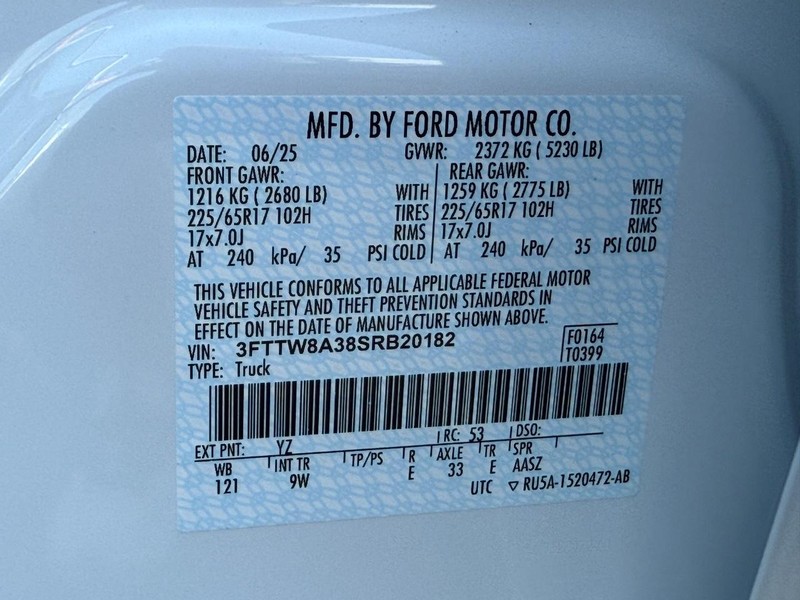 MFD. BY FORD MOTOR CO.
DATE: 06/25 GVWR: 2372 KG ( 5230 LB)
FRONT GAWR: REAR GAWR:
1216 KG ( 2680 LB) WITH 1259 KG ( 2775 LB) WITH
225/65R17 102H TIRES 225/65R17 102H TIRES
17x7.0J RIMS 17x7.0J RIMS
AT 240 kPa/ 35 PSI COLD AT 240 kPa/ 35 PSI COLD
THIS VEHICLE CONFORMS TO ALL APPLICABLE FEDERAL MOTOR
VEHICLE SAFETY AND THEFT PREVENTION STANDARDS IN
EFFECT ON THE DATE OF MANUFACTURE SHOWN ABOVE.
VIN: 3FTTW8A38SRB20182 F0164
TYPE: Truck T0399
EXT PNT: YZ RC: 53 DSO:
WB INT TR TP/PS R AXLE TR SPR
121 9W E 33 E AASZ
UTC ▽ RU5A-1520472-AB